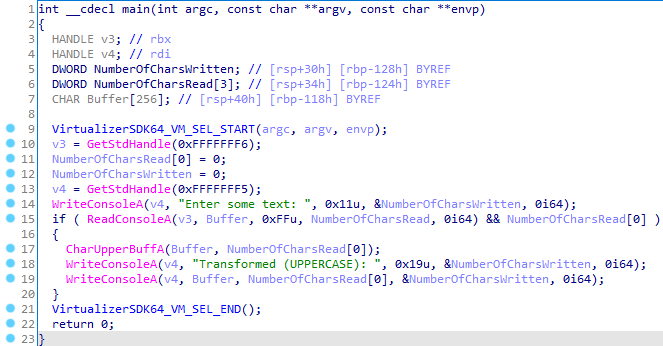 1 int __cdecl main(int argc, const char **argv, const char **envp)
2 {
3 HANDLE v3; // rbx
4 HANDLE v4; // rdi
5 DWORD NumberOfCharsWritten; // [rsp+30h] [rbp-128h] BYREF
6 DWORD NumberOfCharsRead[3]; // [rsp+34h] [rbp-124h] BYREF
7 CHAR Buffer[256]; // [rsp+40h] [rbp-118h] BYREF
8
9 VirtualizerSDK64_VM_SEL_START(argc, argv, envp);
10 v3 = GetStdHandle(0xFFFFFFF6);
11 NumberOfCharsRead[0] = 0;
12 NumberOfCharsWritten = 0;
13 v4 = GetStdHandle(0xFFFFFFF5);
14 WriteConsoleA(v4, "Enter some text: ", 0x11u, &NumberOfCharsWritten, 0i64);
15 if ( ReadConsoleA(v3, Buffer, 0xFFu, NumberOfCharsRead, 0i64) && NumberOfCharsRead[0] )
16 {
17 CharUpperBuffA(Buffer, NumberOfCharsRead[0]);
18 WriteConsoleA(v4, "Transformed (UPPERCASE): ", 0x19u, &NumberOfCharsWritten, 0i64);
19 WriteConsoleA(v4, Buffer, NumberOfCharsRead[0], &NumberOfCharsWritten, 0i64);
20 }
21 VirtualizerSDK64_VM_SEL_END();
22 return 0;
23 }